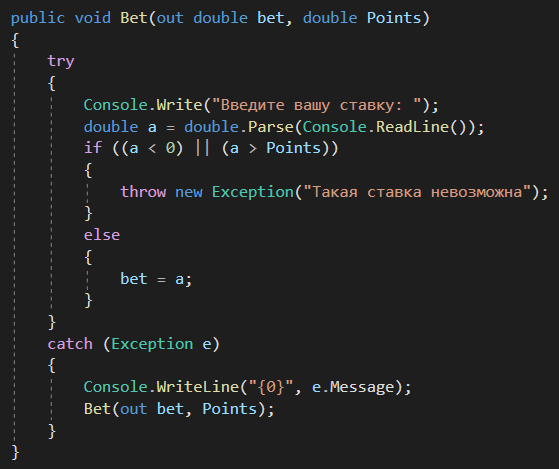 public void Bet(out double bet, double Points)
{
    try
    {
        Console.Write("Введите вашу ставку: ");
        double a = double.Parse(Console.ReadLine());
        if ((a < 0) || (a > Points))
        {
            throw new Exception("Такая ставка невозможна");
        }
        else
        {
            bet = a;
        }
    }
    catch (Exception e)
    {
        Console.WriteLine("{0}", e.Message);
        Bet(out bet, Points);
    }
}